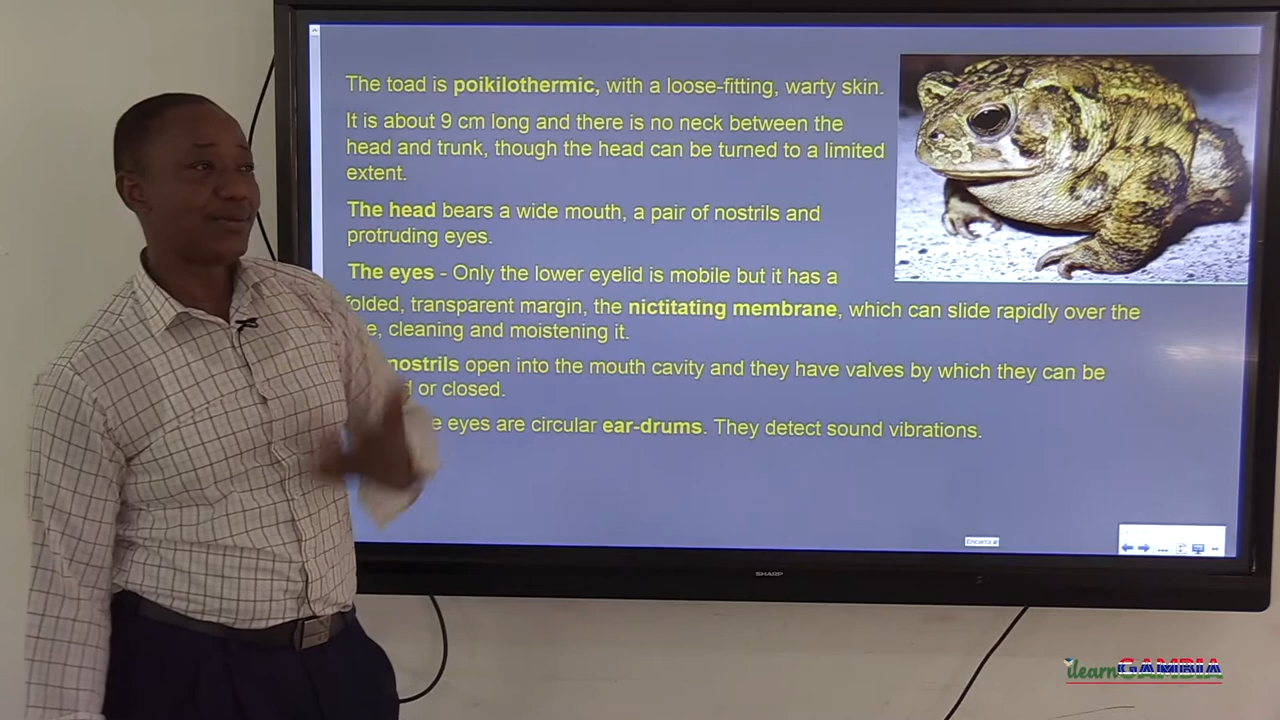 The toad is poikilothermic, with a loose-fitting, warty skin.
It is about 9 cm long and there is no neck between the
head and trunk, though the head can be turned to a limited
extent.
The head bears a wide mouth, a pair of nostrils and
protruding eyes.
The eyes - Only the lower eyelid is mobile but it has a
folded, transparent margin, the nictitating membrane, which can slide rapidly over the
e, cleaning and moistening it.
nostrils open into the mouth cavity and they have valves by which they can be
d or closed.
e eyes are circular ear-drums. They detect sound vibrations.
Encarta
SHARP
ilearnGAMBIA